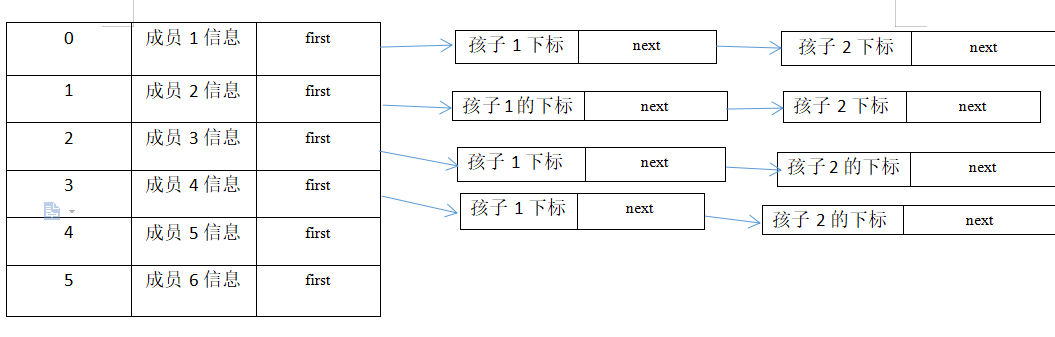 0 成员 1 信息 first 孩子 1 下标 next 孩子 2 下标 next
1 成员 2 信息 first 孩子 1 的下标 next 孩子 2 下标 next
2 成员 3 信息 first 孩子 1 下标 next 孩子 2 的下标 next
3 成员 4 信息 first 孩子 1 下标 next 孩子 2 的下标 next
4 成员 5 信息 first
5 成员 6 信息 first